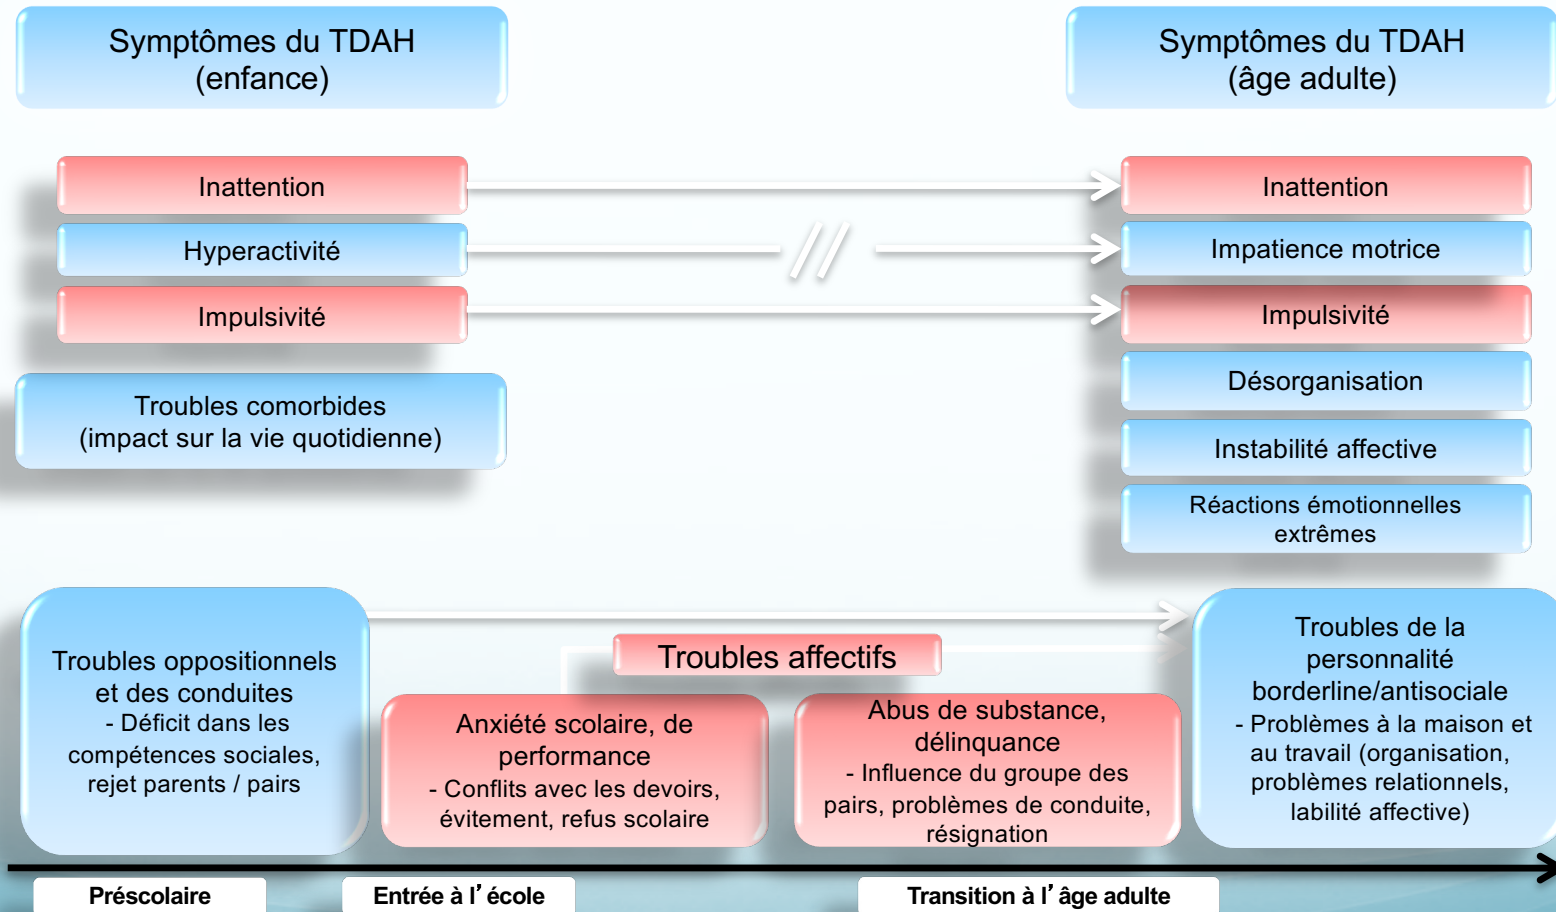 Symptômes du TDAH
(enfance)
Symptômes du TDAH
(âge adulte)
Inattention
Inattention
Hyperactivité
//
Impatience motrice
Impulsivité
Impulsivité
Troubles comorbides
(impact sur la vie quotidienne)
Désorganisation
Instabilité affective
Réactions émotionnelles
extrêmes
Troubles oppositionnels
et des conduites
- Déficit dans les
compétences sociales,
rejet parents / pairs
Troubles affectifs
Anxiété scolaire, de
performance
- Conflits avec les devoirs,
évitement, refus scolaire
Abus de substance,
délinquance
- Influence du groupe des
pairs, problèmes de conduite,
résignation
Troubles de la
personnalité
borderline/antisociale
- Problèmes à la maison et
au travail (organisation,
problèmes relationnels,
labilité affective)
Préscolaire
Entrée à l’école
Transition à l’âge adulte